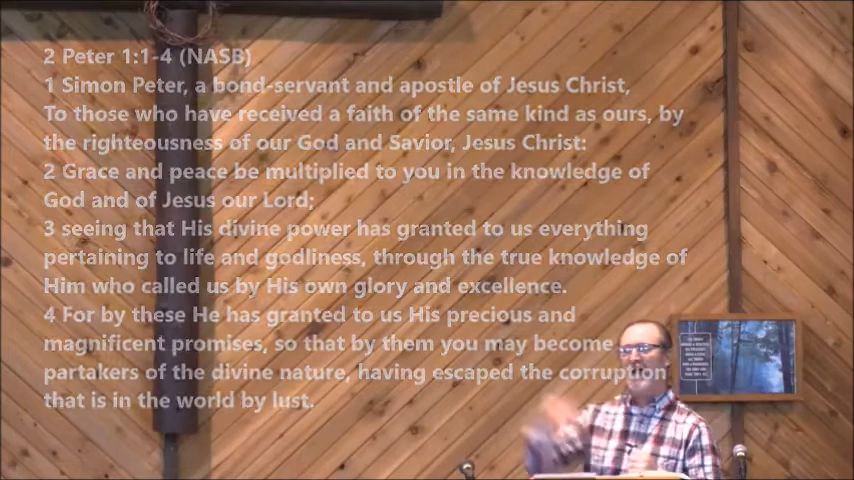 2 Peter 1:1-4 (NASB)
1 Simon Peter, a bond-servant and apostle of Jesus Christ,
To those who have received a faith of the same kind as ours, by
the righteousness of our God and Savior, Jesus Christ:
2 Grace and peace be multiplied to you in the knowledge of
God and of Jesus our Lord;
3 seeing that His divine power has granted to us everything
pertaining to life and godliness, through the true knowledge of
Him who called us by His own glory and excellence.
4 For by these He has granted to us His precious and
magnificent promises, so that by them you may become
partakers of the divine nature, having escaped the corruption
that is in the world by lust.